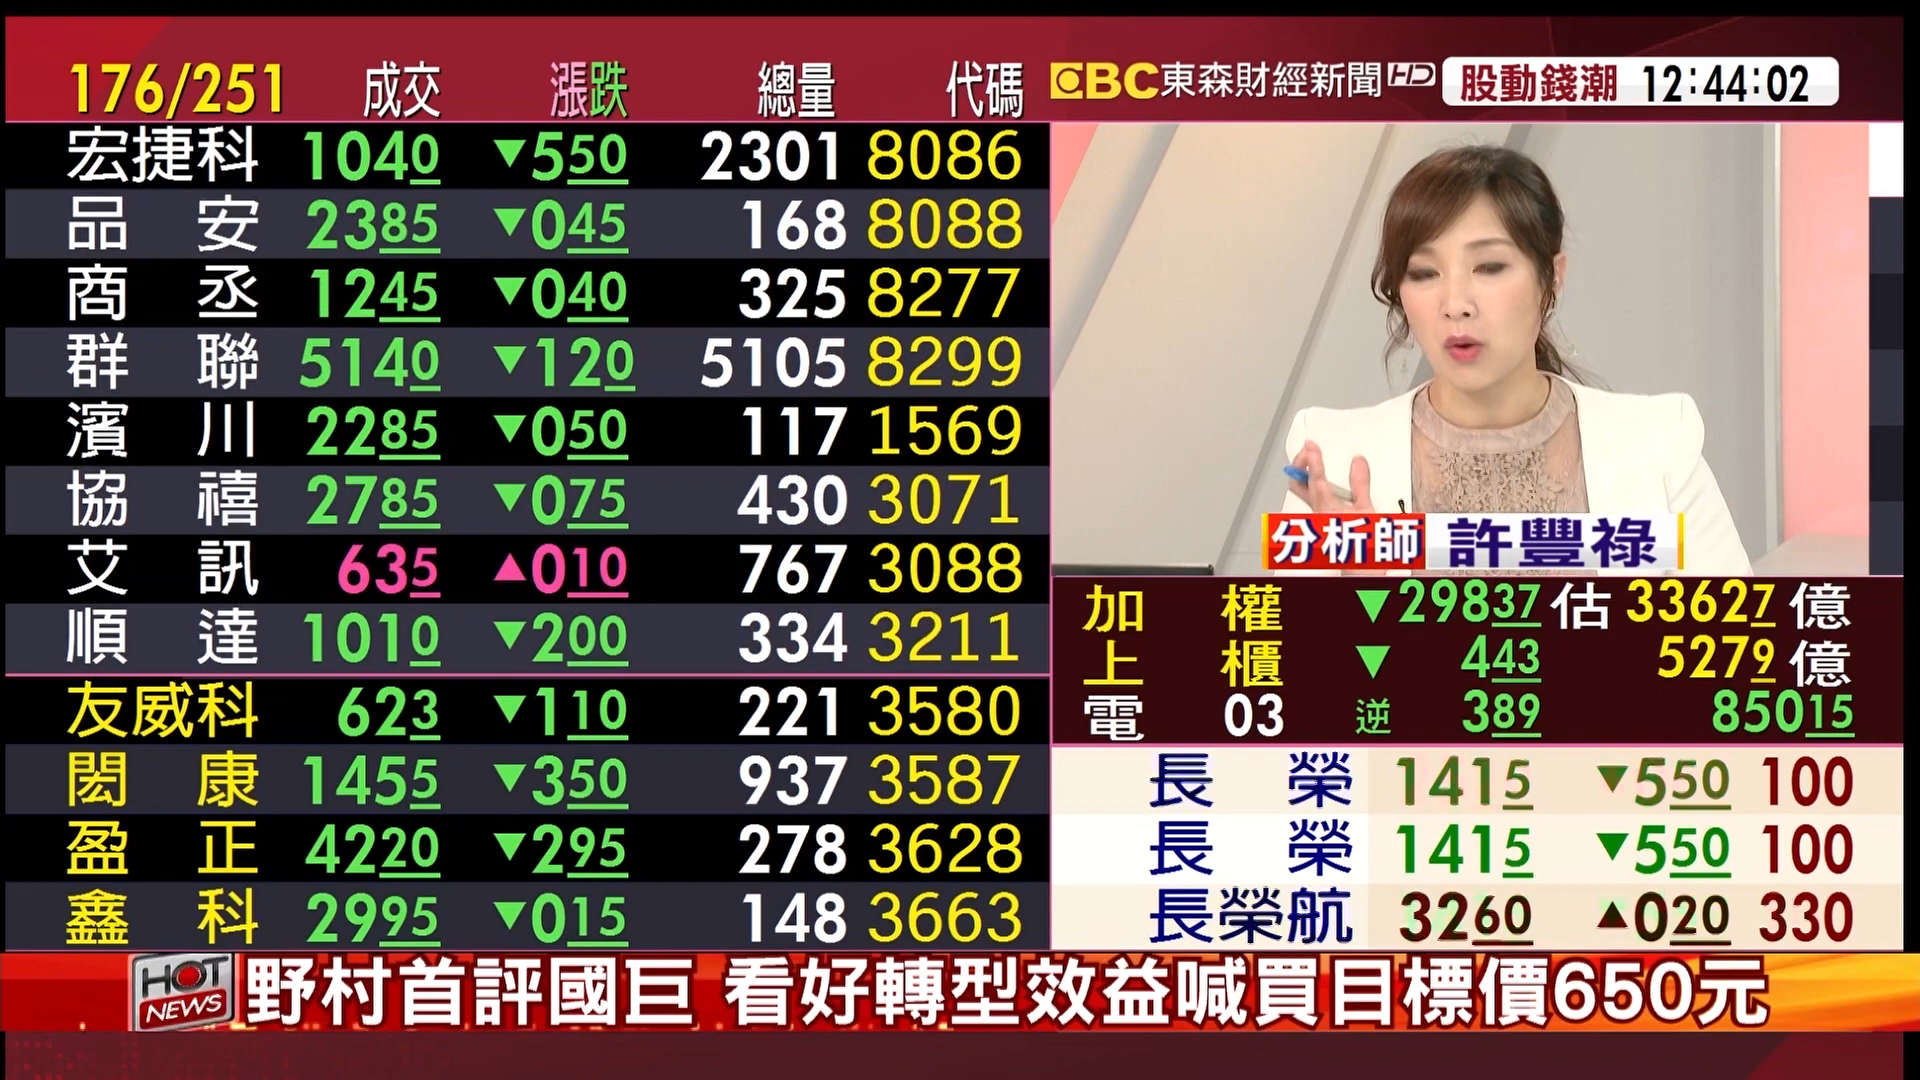 176/251 成交 漲跌 總量 代碼
宏捷科 1040 ▼550 2301 8086
品安 2385 ▼045 168 8088
商丞 1245 ▼040 325 8277
群聯 5140 ▼120 5105 8299
濱川 2285 ▼050 117 1569
協禧 2785 ▼075 430 3071
艾訊 635 ▲010 767 3088
順達 1010 ▼200 334 3211
友威科 623 ▼110 221 3580
閎康 1455 ▼350 937 3587
盈正 4220 ▼295 278 3628
鑫科 2995 ▼015 148 3663
EBC東森財經新聞HD 股動錢潮 12:44:02
分析師 許豐祿
加權 ▼29837 估 33627 億
上櫃 ▼ 443 5279 億
電 03 逆 389 85015
長榮 1415 ▼550 100
長榮 1415 ▼550 100
長榮航 3260 ▲020 330
HOT NEWS 野村首評國巨 看好轉型效益喊買目標價650元